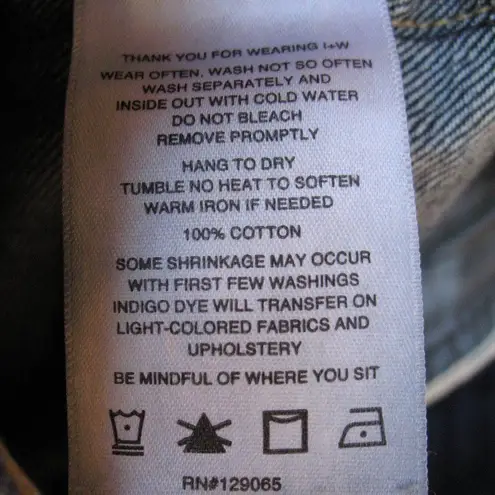 THANK YOU FOR WEARING I+W
WEAR OFTEN, WASH NOT SO OFTEN
WASH SEPARATELY AND
INSIDE OUT WITH COLD WATER
DO NOT BLEACH
REMOVE PROMPTLY
HANG TO DRY
TUMBLE NO HEAT TO SOFTEN
WARM IRON IF NEEDED
100% COTTON
SOME SHRINKAGE MAY OCCUR
WITH FIRST FEW WASHINGS
INDIGO DYE WILL TRANSFER ON
LIGHT-COLORED FABRICS AND
UPHOLSTERY
BE MINDFUL OF WHERE YOU SIT
RN#129065